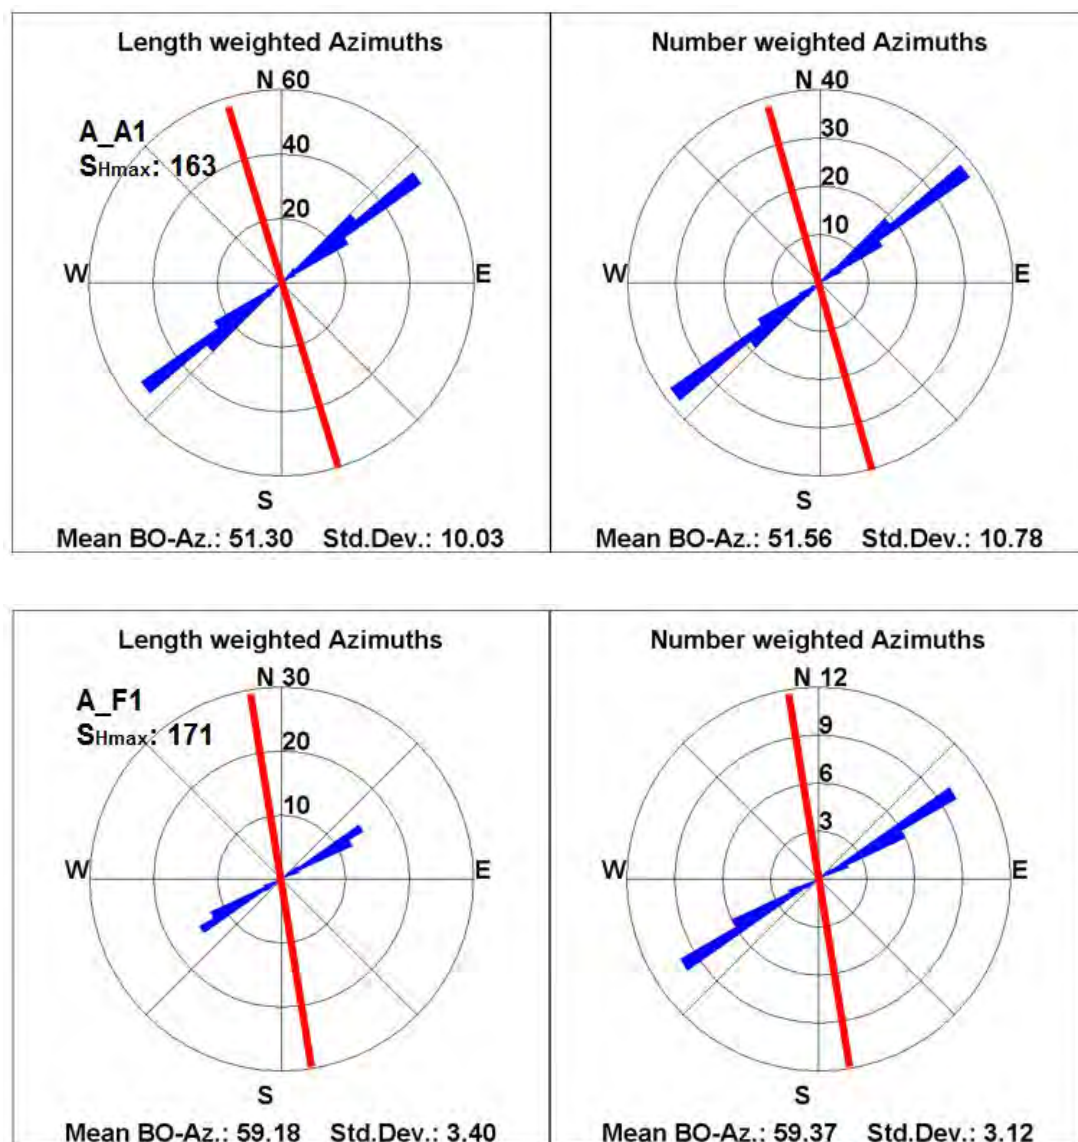 Length weighted Azimuths
N 60
A_A1
SHmax: 163
40
20
W
E
S
Mean BO-Az.: 51.30 Std.Dev.: 10.03
Number weighted Azimuths
N 40
30
20
10
W
E
S
Mean BO-Az.: 51.56 Std.Dev.: 10.78
Length weighted Azimuths
N 30
A_F1
SHmax: 171
20
10
W
E
S
Mean BO-Az.: 59.18 Std.Dev.: 3.40
Number weighted Azimuths
N 12
9
6
3
W
E
S
Mean BO-Az.: 59.37 Std.Dev.: 3.12